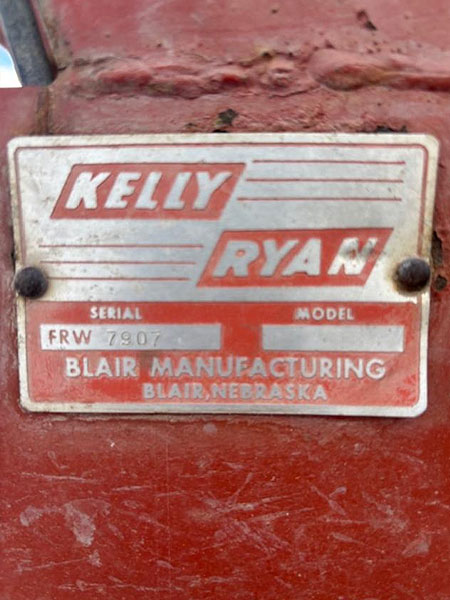 KELLY
RYAN
SERIAL MODEL
FRW 7907
BLAIR MANUFACTURING
BLAIR, NEBRASKA